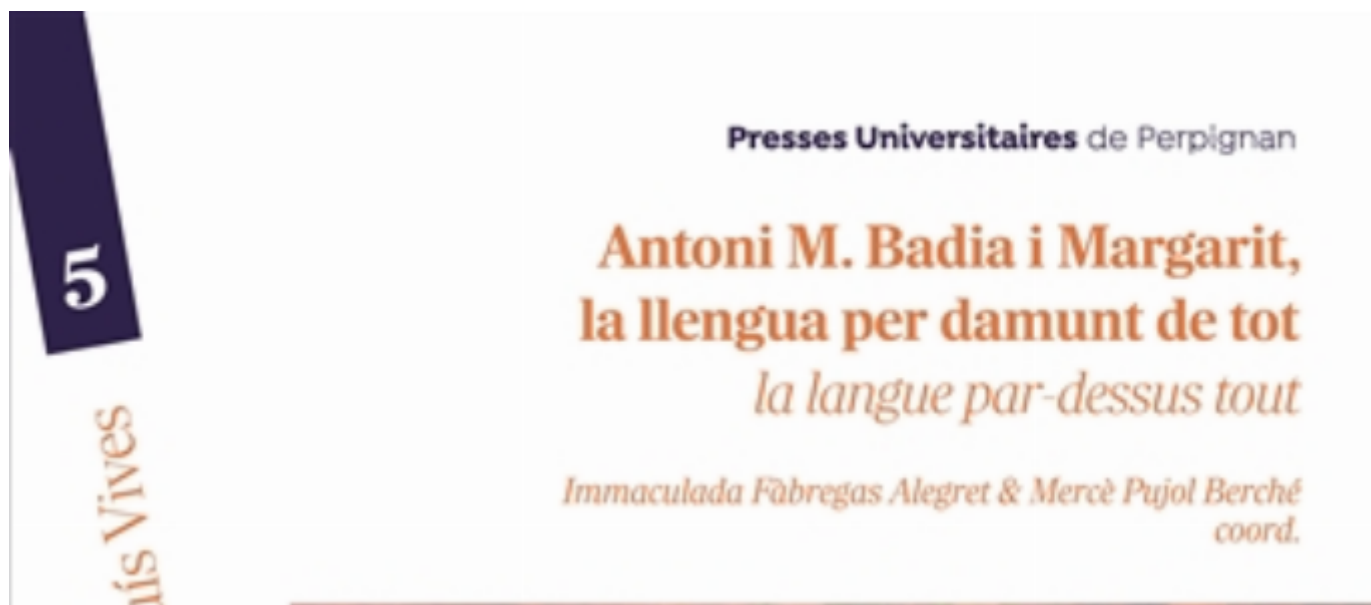 5
Vives
Presses Universitaires de Perpignan
Antoni M. Badia i Margarit,
la llengua per damunt de tot
la langue par-dessus tout
Immaculada Fàbregas Alegret & Mercè Pujol Berché
coord.